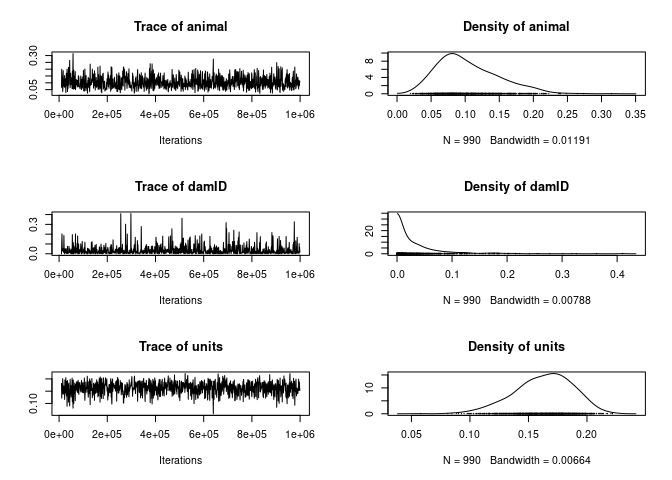 Trace of animal
0.30
0.05
0e+00 2e+05 4e+05 6e+05 8e+05 1e+06
Iterations
Density of animal
8
4
0
0.00 0.05 0.10 0.15 0.20 0.25 0.30 0.35
N = 990 Bandwidth = 0.01191
Trace of damID
0.3
0.0
0e+00 2e+05 4e+05 6e+05 8e+05 1e+06
Iterations
Density of damID
20
0
0.0 0.1 0.2 0.3 0.4
N = 990 Bandwidth = 0.00788
Trace of units
0.10
0e+00 2e+05 4e+05 6e+05 8e+05 1e+06
Iterations
Density of units
10
0
0.05 0.10 0.15 0.20
N = 990 Bandwidth = 0.00664